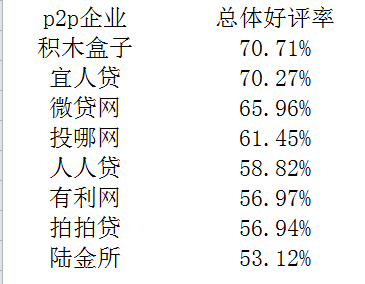 p2p企业 总体好评率
积木盒子 70.71%
宜人贷 70.27%
微贷网 65.96%
投哪网 61.45%
人人贷 58.82%
有利网 56.97%
拍拍贷 56.94%
陆金所 53.12%